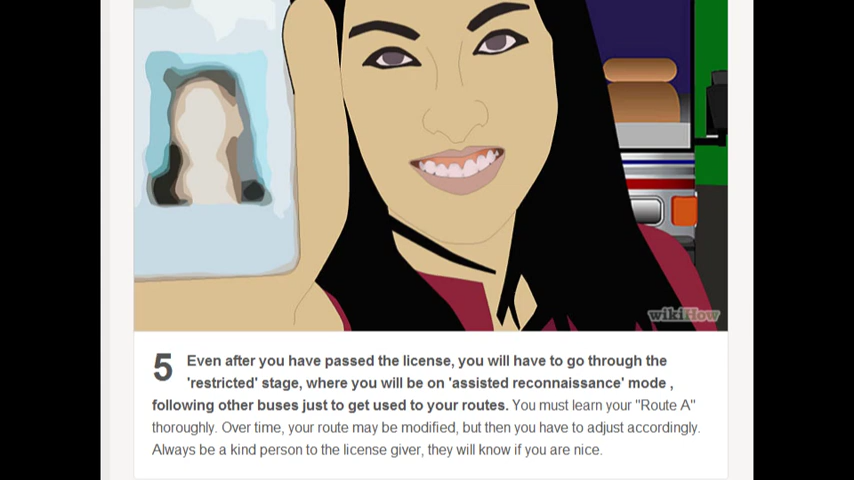 wikiHow
5 Even after you have passed the license, you will have to go through the
'restricted' stage, where you will be on 'assisted reconnaissance' mode ,
following other buses just to get used to your routes. You must learn your "Route A"
thoroughly. Over time, your route may be modified, but then you have to adjust accordingly.
Always be a kind person to the license giver, they will know if you are nice.